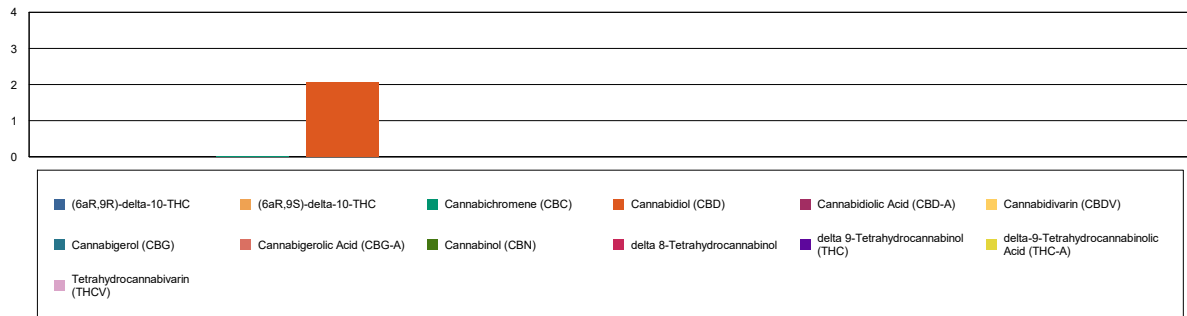 4
3
2
1
0
(6aR,9R)-delta-10-THC
(6aR,9S)-delta-10-THC
Cannabichromene (CBC)
Cannabidiol (CBD)
Cannabidiolic Acid (CBD-A)
Cannabidivarin (CBDV)
Cannabigerol (CBG)
Cannabigerolic Acid (CBG-A)
Cannabinol (CBN)
delta 8-Tetrahydrocannabinol
delta 9-Tetrahydrocannabinol
(THC)
delta-9-Tetrahydrocannabinolic
Acid (THC-A)
Tetrahydrocannabivarin
(THCV)